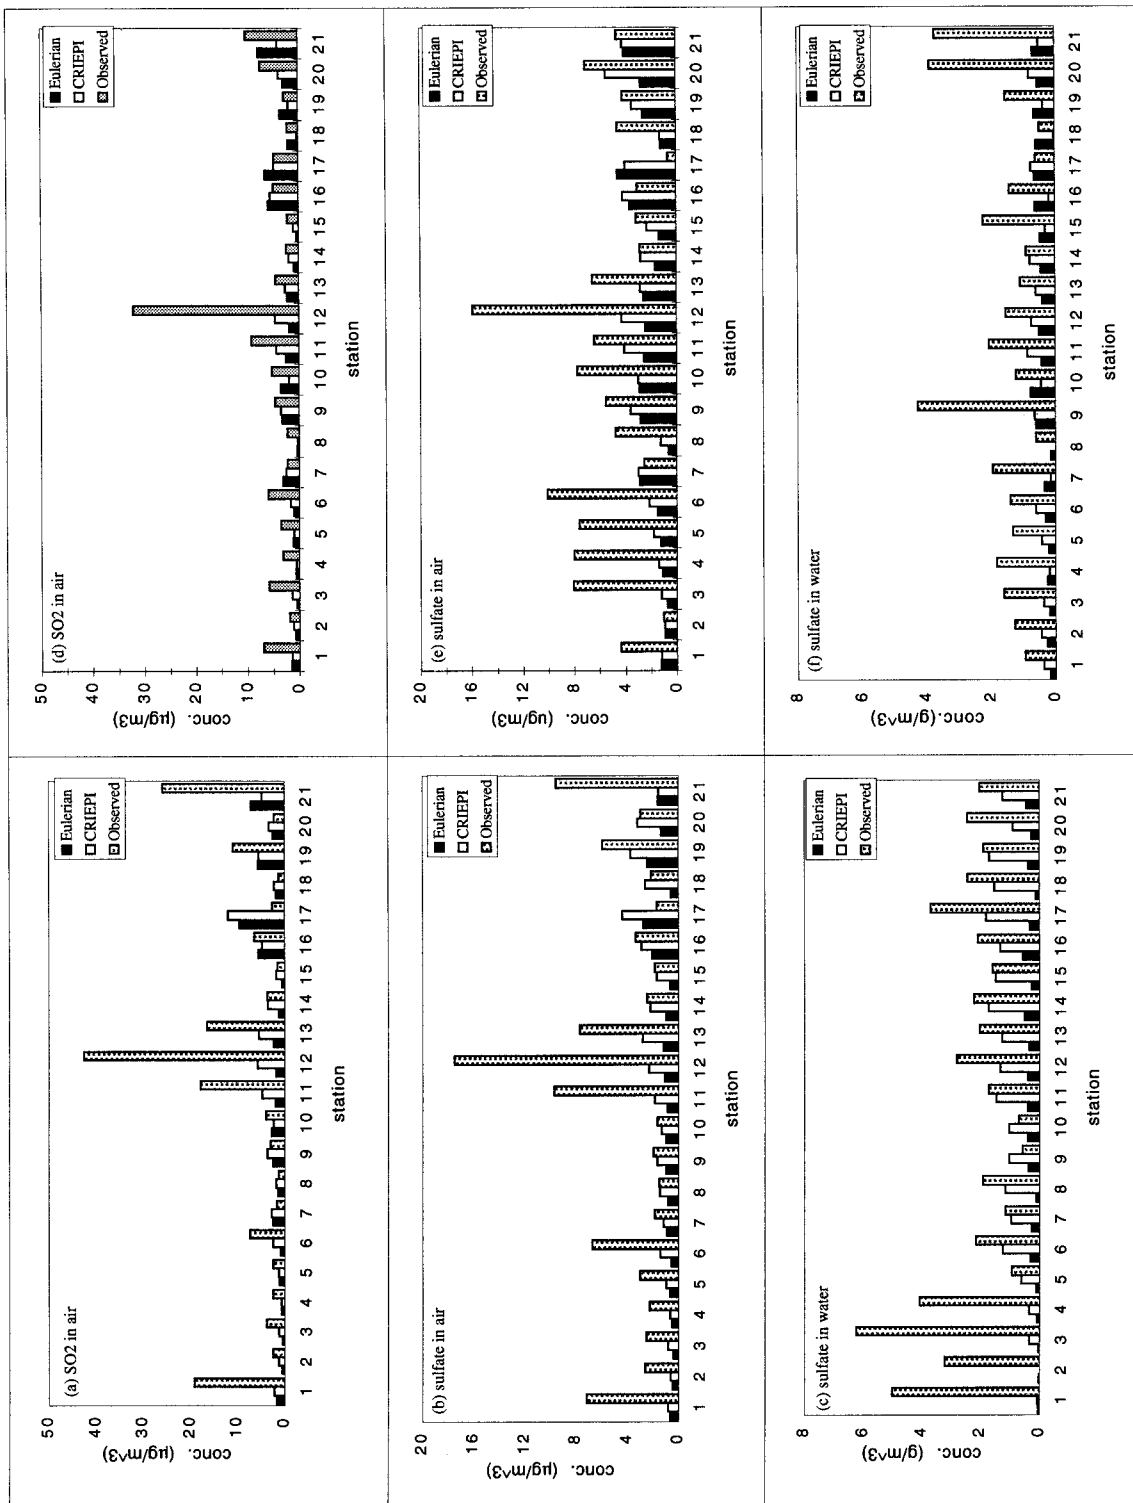 (a) SO2 in air
Eulerian
CRIEPI
Observed
conc. (µg/m^3)
50
40
30
20
10
0
1 2 3 4 5 6 7 8 9 10 11 12 13 14 15 16 17 18 19 20 21
station
(b) sulfate in air
Eulerian
CRIEPI
Observed
conc. (µg/m^3)
20
16
12
8
4
0
1 2 3 4 5 6 7 8 9 10 11 12 13 14 15 16 17 18 19 20 21
station
(c) sulfate in water
Eulerian
CRIEPI
Observed
conc. (g/m^3)
8
6
4
2
0
1 2 3 4 5 6 7 8 9 10 11 12 13 14 15 16 17 18 19 20 21
station
(d) SO2 in air
Eulerian
CRIEPI
Observed
conc. (µg/m3)
50
40
30
20
10
0
1 2 3 4 5 6 7 8 9 10 11 12 13 14 15 16 17 18 19 20 21
station
(e) sulfate in air
Eulerian
CRIEPI
Observed
conc. (ug/m3)
20
16
12
8
4
0
1 2 3 4 5 6 7 8 9 10 11 12 13 14 15 16 17 18 19 20 21
station
(f) sulfate in water
Eulerian
CRIEPI
Observed
conc.(g/m^3)
8
6
4
2
0
1 2 3 4 5 6 7 8 9 10 11 12 13 14 15 16 17 18 19 20 21
station